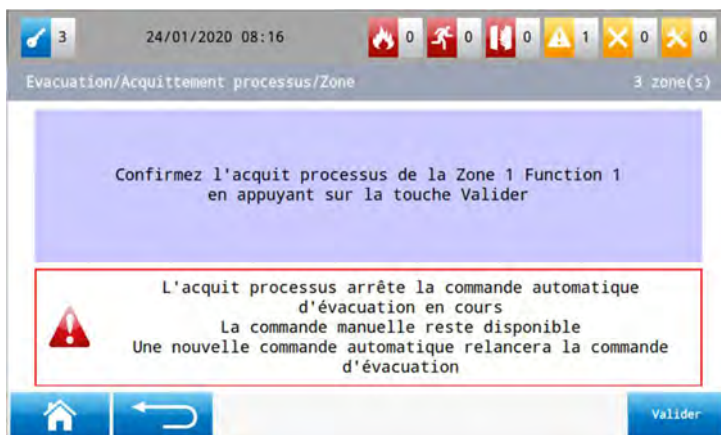 3 24/01/2020 08:16 0 0 0 1 0 0
Evacuation/Acquittement processus/Zone 3 zone(s)
Confirmez l'acquit processus de la Zone 1 Function 1
en appuyant sur la touche Valider
L'acquit processus arrête la commande automatique
d'évacuation en cours
La commande manuelle reste disponible
Une nouvelle commande automatique relancera la commande
d'évacuation
Valider